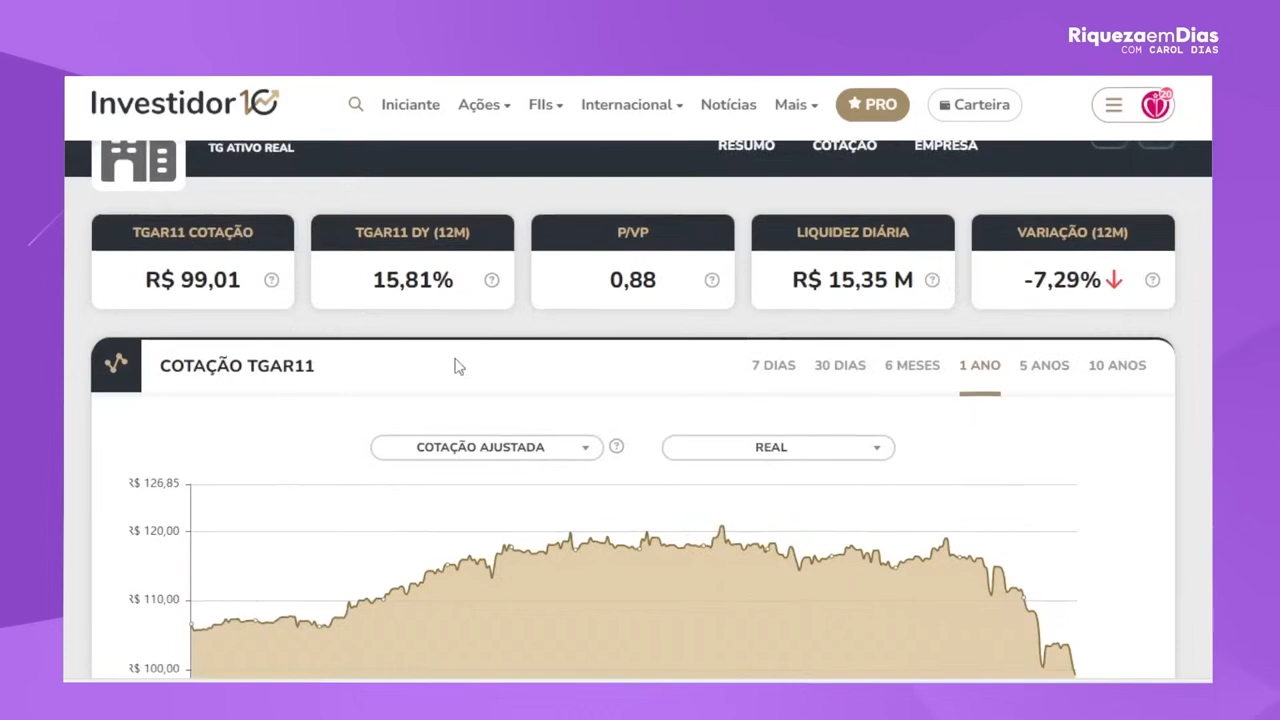 RiquezaemDias
COM CAROL DIAS
Investidor10 Iniciante Ações FIIs Internacional Notícias Mais PRO Carteira 20
TG ATIVO REAL RESUMO COTAÇÃO EMPRESA
TGAR11 COTAÇÃO TGAR11 DY (12M) P/VP LIQUIDEZ DIÁRIA VARIAÇÃO (12M)
R$ 99,01 ? 15,81% ? 0,88 ? R$ 15,35 M ? -7,29% ?
COTAÇÃO TGAR11 7 DIAS 30 DIAS 6 MESES 1 ANO 5 ANOS 10 ANOS
COTAÇÃO AJUSTADA ? REAL
R$ 126,85
R$ 120,00
R$ 110,00
R$ 100,00